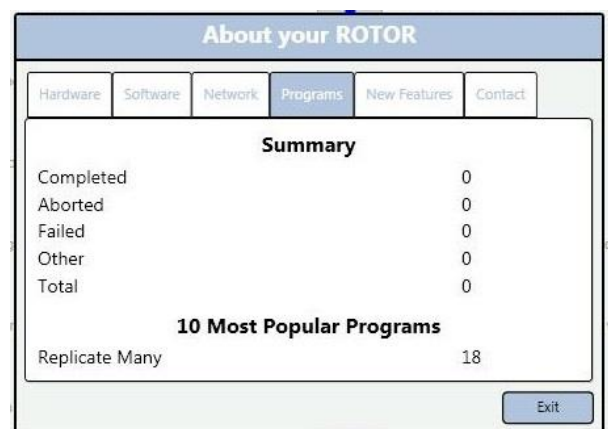 About your ROTOR
Hardware Software Network Programs New Features Contact
Summary
Completed 0
Aborted 0
Failed 0
Other 0
Total 0
10 Most Popular Programs
Replicate Many 18
Exit